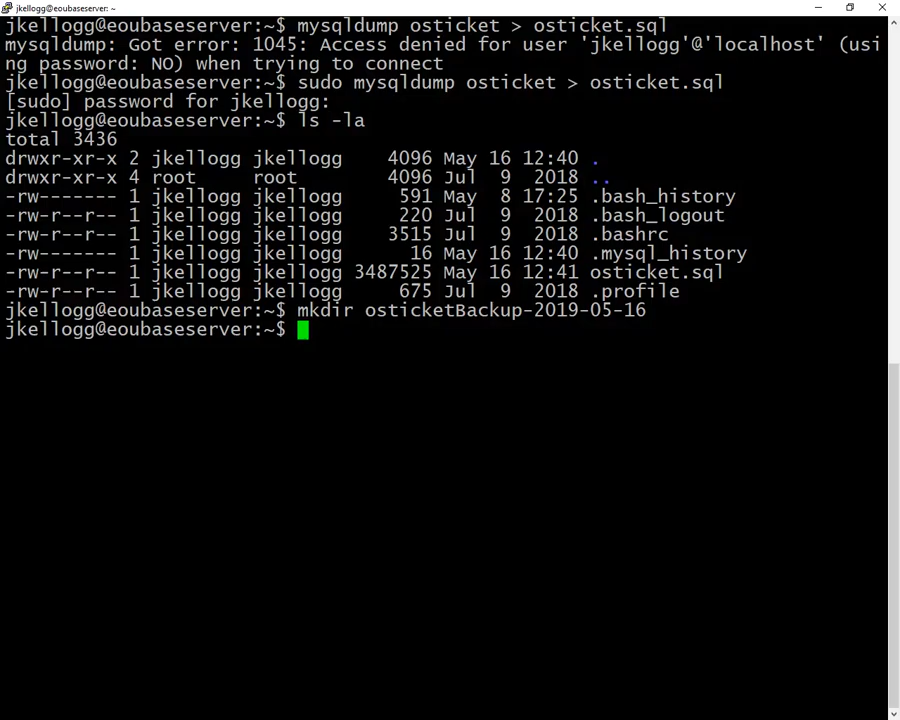 jkellogg@eoubaseserver: ~
jkellogg@eoubaseserver:~$ mysqldump osticket > osticket.sql
mysqldump: Got error: 1045: Access denied for user 'jkellogg'@'localhost' (usi
ng password: NO) when trying to connect
jkellogg@eoubaseserver:~$ sudo mysqldump osticket > osticket.sql
[sudo] password for jkellogg:
jkellogg@eoubaseserver:~$ ls -la
total 3436
drwxr-xr-x 2 jkellogg jkellogg    4096 May 16 12:40 .
drwxr-xr-x 4 root     root        4096 Jul  9  2018 ..
-rw------- 1 jkellogg jkellogg     591 May  8 17:25 .bash_history
-rw-r--r-- 1 jkellogg jkellogg     220 Jul  9  2018 .bash_logout
-rw-r--r-- 1 jkellogg jkellogg    3515 Jul  9  2018 .bashrc
-rw------- 1 jkellogg jkellogg      16 May 16 12:40 .mysql_history
-rw-r--r-- 1 jkellogg jkellogg 3487525 May 16 12:41 osticket.sql
-rw-r--r-- 1 jkellogg jkellogg     675 Jul  9  2018 .profile
jkellogg@eoubaseserver:~$ mkdir osticketBackup-2019-05-16
jkellogg@eoubaseserver:~$